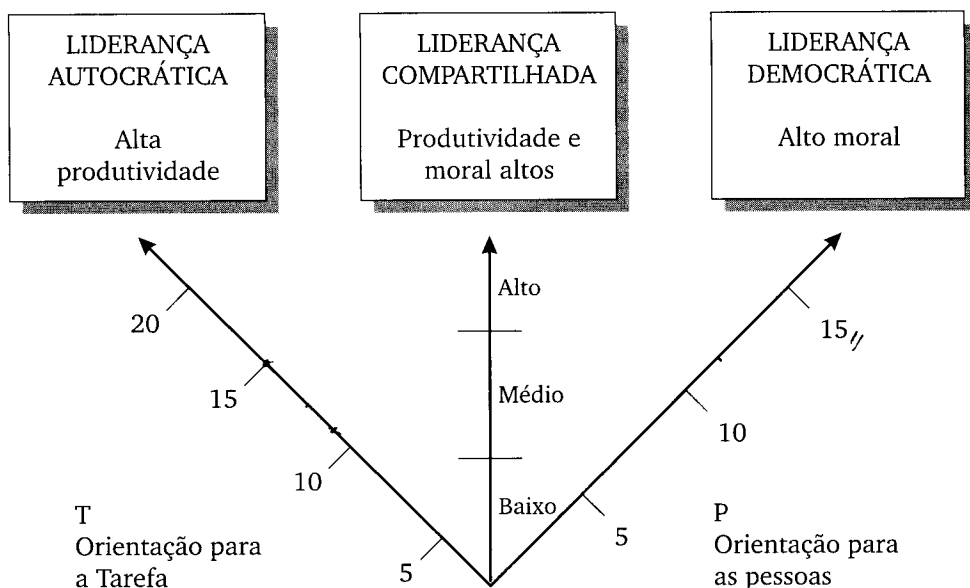 LIDERANÇA
AUTOCRÁTICA
Alta
produtividade
LIDERANÇA
COMPARTILHADA
Produtividade e
moral altos
LIDERANÇA
DEMOCRÁTICA
Alto moral
20
15
10
5
T
Orientação para
a Tarefa
Alto
Médio
Baixo
15
10
5
P
Orientação para
as pessoas